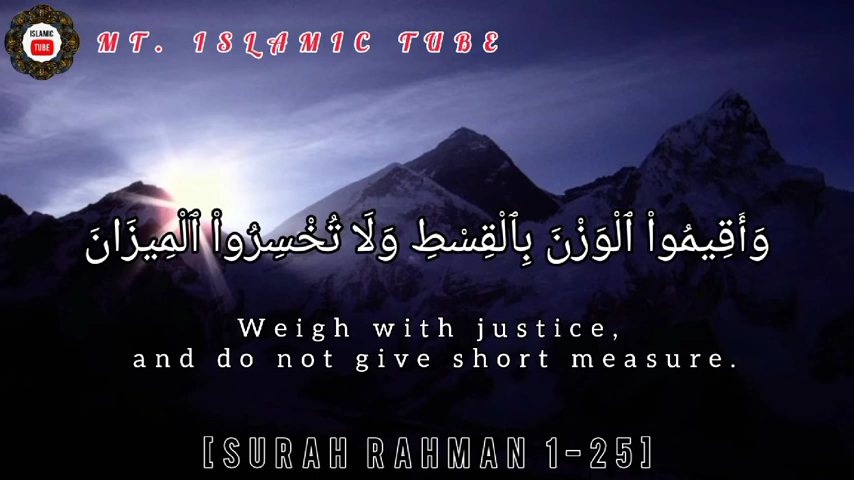 ISLAMIC
TUBE
MT. ISLAMIC TUBE
وَأَقِيمُوا۟ ٱلْوَزْنَ بِٱلْقِسْطِ وَلَا تُخْسِرُوا۟ ٱلْمِيزَانَ
Weigh with justice,
and do not give short measure.
[SURAH RAHMAN 1-25]